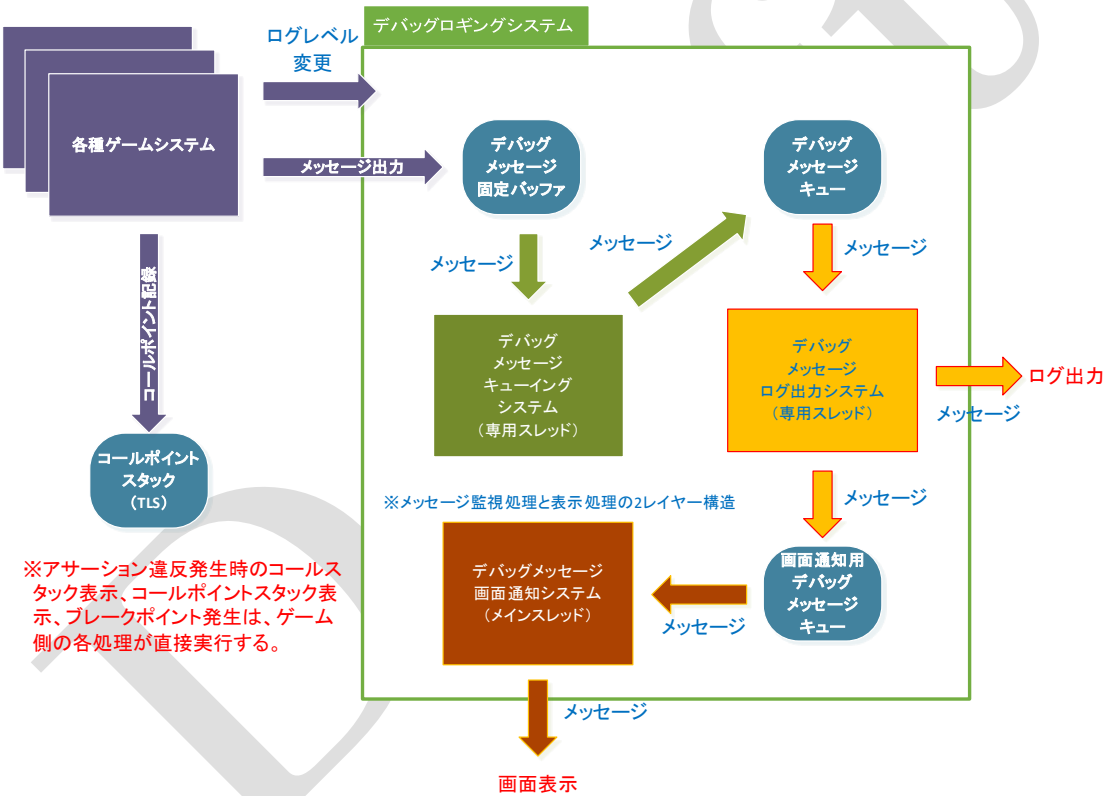 デバッグロギングシステム
ログレベル
変更
各種ゲームシステム
メッセージ出力
デバッグ
メッセージ
固定バッファ
デバッグ
メッセージ
キュー
メッセージ
メッセージ
メッセージ
コールポイント記録
デバッグ
メッセージ
キューイング
システム
(専用スレッド)
デバッグ
メッセージ
ログ出力システム
(専用スレッド)
ログ出力
メッセージ
コールポイント
スタック
(TLS)
※メッセージ監視処理と表示処理の2レイヤー構造
メッセージ
※アサーション違反発生時のコールス
タック表示、コールポイントスタック表
示、ブレークポイント発生は、ゲーム
側の各処理が直接実行する。
デバッグメッセージ
画面通知システム
(メインスレッド)
メッセージ
画面通知用
デバッグ
メッセージ
キュー
メッセージ
画面表示